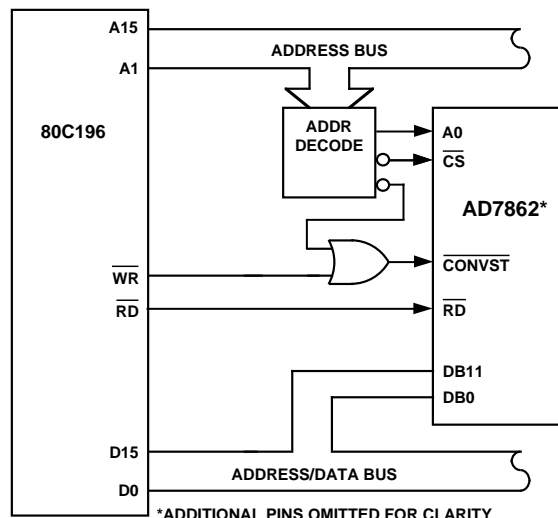 A15
ADDRESS BUS
A1
80C196
ADDR
DECODE
A0
CS
AD7862*
CONVST
WR
RD
RD
DB11
DB0
D15
ADDRESS/DATA BUS
D0
*ADDITIONAL PINS OMITTED FOR CLARITY